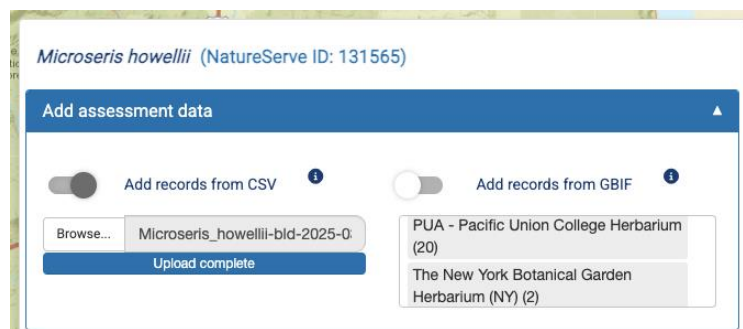 Microseris howellii (NatureServe ID: 131565)
Add assessment data
Add records from CSV
Add records from GBIF
Browse... Microseris_howellii-bld-2025-0
Upload complete
PUA - Pacific Union College Herbarium
(20)
The New York Botanical Garden
Herbarium (NY) (2)